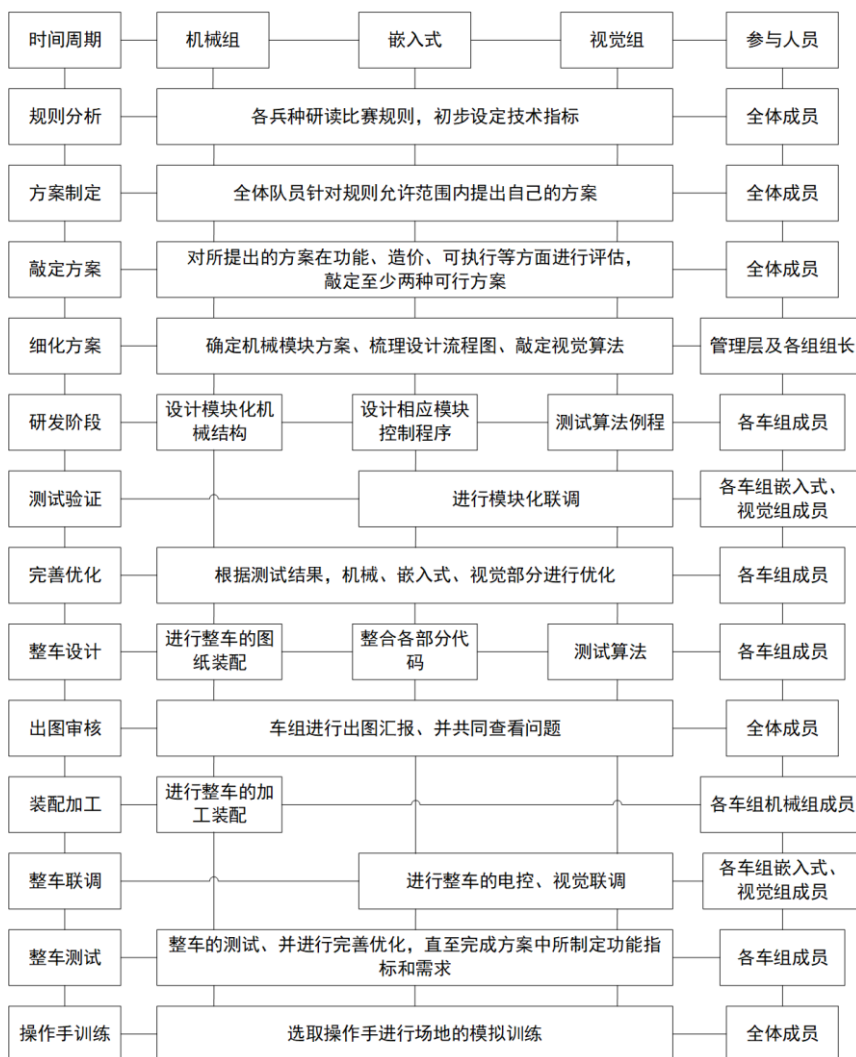 时间周期
机械组
嵌入式
视觉组
参与人员
规则分析
各兵种研读比赛规则，初步设定技术指标
全体成员
方案制定
全体队员针对规则允许范围内提出自己的方案
全体成员
敲定方案
对所提出的方案在功能、造价、可执行等方面进行评估，
敲定至少两种可行方案
全体成员
细化方案
确定机械模块方案、梳理设计流程图、敲定视觉算法
管理层及各组组长
研发阶段
设计模块化机
械结构
设计相应模块
控制程序
测试算法例程
各车组成员
测试验证
进行模块化联调
各车组嵌入式、
视觉组成员
完善优化
根据测试结果，机械、嵌入式、视觉部分进行优化
各车组成员
整车设计
进行整车的图
纸装配
整合各部分代
码
测试算法
各车组成员
出图审核
车组进行出图汇报、并共同查看问题
全体成员
装配加工
进行整车的加
工装配
各车组机械组成员
整车联调
进行整车的电控、视觉联调
各车组嵌入式、
视觉组成员
整车测试
整车的测试、并进行完善优化，直至完成方案中所制定功能指
标和需求
各车组成员
操作手训练
选取操作手进行场地的模拟训练
全体成员